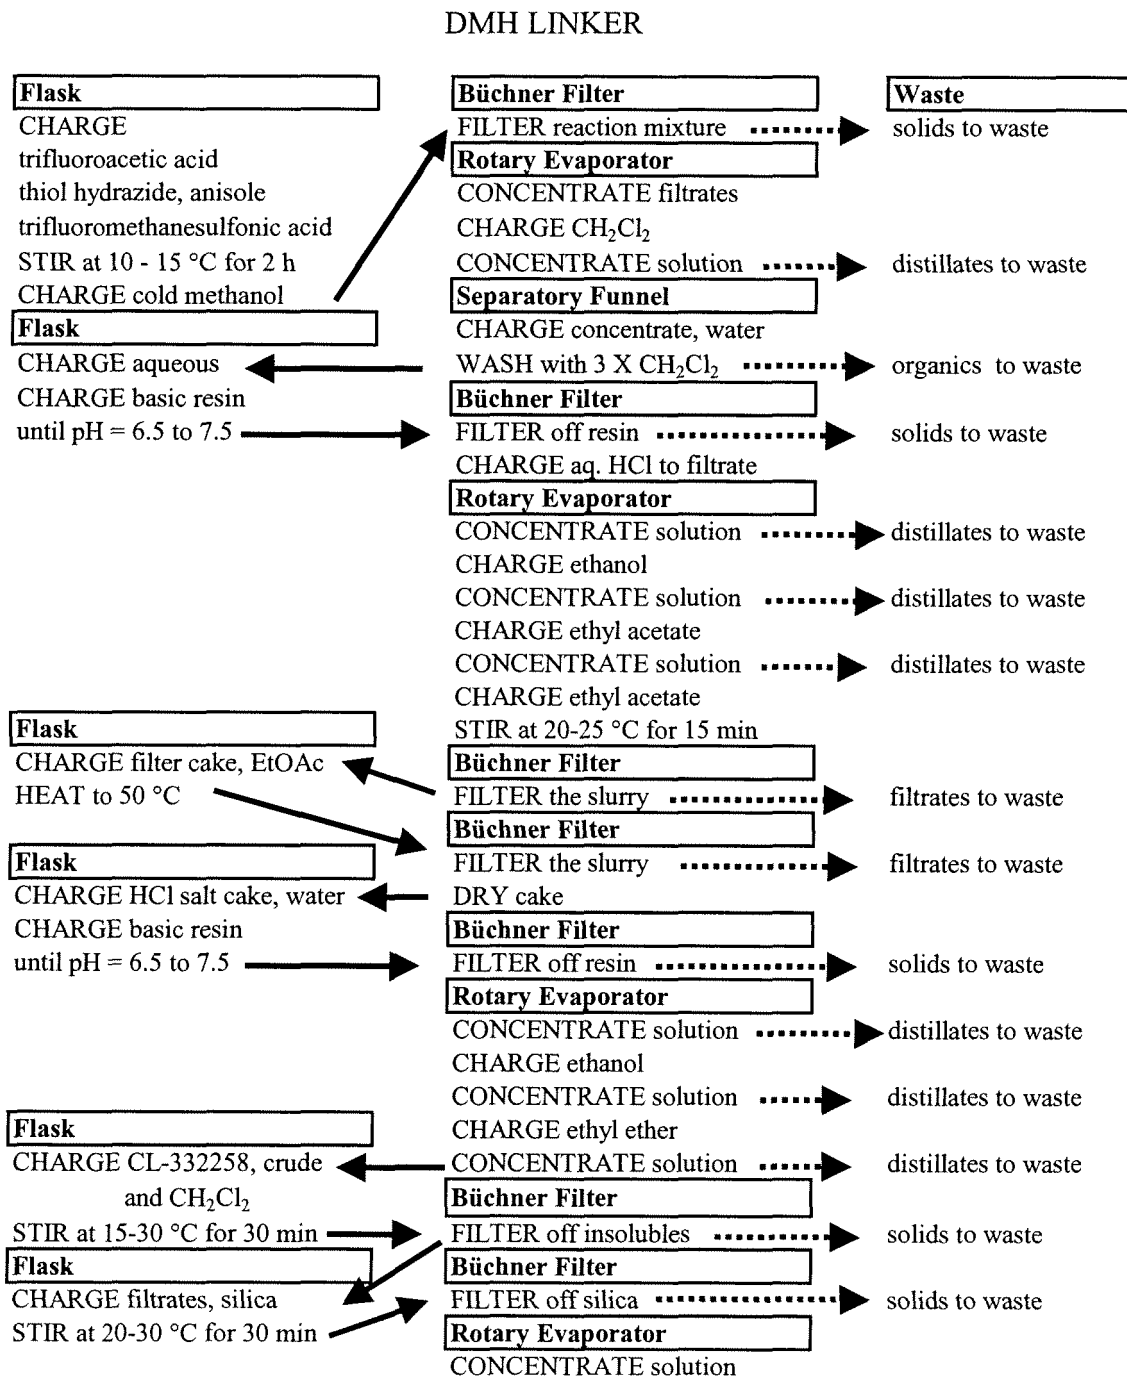 DMH LINKER
Flask
CHARGE
trifluoroacetic acid
thiol hydrazide, anisole
trifluoromethanesulfonic acid
STIR at 10 - 15 °C for 2 h
CHARGE cold methanol
Büchner Filter
FILTER reaction mixture
Waste
solids to waste
Rotary Evaporator
CONCENTRATE filtrates
CHARGE CH₂Cl₂
CONCENTRATE solution
distillates to waste
Separatory Funnel
CHARGE concentrate, water
WASH with 3 X CH₂Cl₂
organics to waste
Flask
CHARGE aqueous
CHARGE basic resin
until pH = 6.5 to 7.5
Büchner Filter
FILTER off resin
solids to waste
CHARGE aq. HCl to filtrate
Rotary Evaporator
CONCENTRATE solution
distillates to waste
CHARGE ethanol
CONCENTRATE solution
distillates to waste
CHARGE ethyl acetate
CONCENTRATE solution
distillates to waste
CHARGE ethyl acetate
STIR at 20-25 °C for 15 min
Büchner Filter
FILTER the slurry
filtrates to waste
Flask
CHARGE filter cake, EtOAc
HEAT to 50 °C
Büchner Filter
FILTER the slurry
filtrates to waste
DRY cake
Flask
CHARGE HCl salt cake, water
CHARGE basic resin
until pH = 6.5 to 7.5
Büchner Filter
FILTER off resin
solids to waste
Rotary Evaporator
CONCENTRATE solution
distillates to waste
CHARGE ethanol
CONCENTRATE solution
distillates to waste
CHARGE ethyl ether
CONCENTRATE solution
distillates to waste
Flask
CHARGE CL-332258, crude
and CH₂Cl₂
STIR at 15-30 °C for 30 min
Büchner Filter
FILTER off insolubles
solids to waste
Flask
CHARGE filtrates, silica
STIR at 20-30 °C for 30 min
Büchner Filter
FILTER off silica
solids to waste
Rotary Evaporator
CONCENTRATE solution